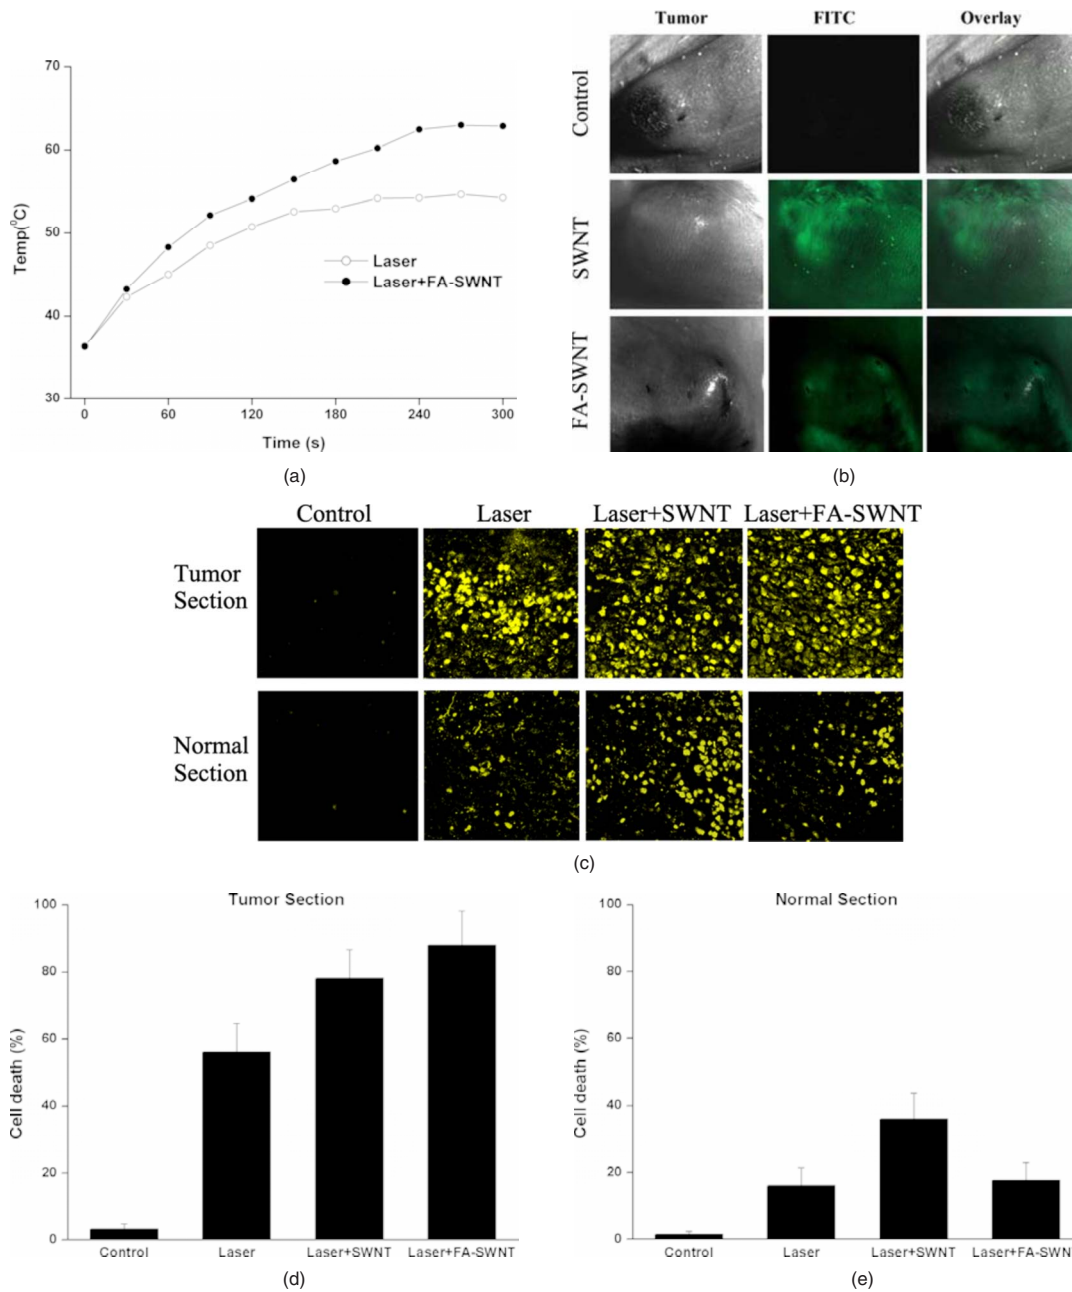 70
60
50
40
30
Temp(⁰C)
Laser
Laser+FA-SWNT
0 60 120 180 240 300
Time (s)
(a)
Tumor FITC Overlay
Control
SWNT
FA-SWNT
(b)
Control Laser Laser+SWNT Laser+FA-SWNT
Tumor
Section
Normal
Section
(c)
Tumor Section
100
80
60
40
20
0
Cell death (%)
Control Laser Laser+SWNT Laser+FA-SWNT
(d)
Normal Section
100
80
60
40
20
0
Cell death (%)
Control Laser Laser+SWNT Laser+FA-SWN
(e)